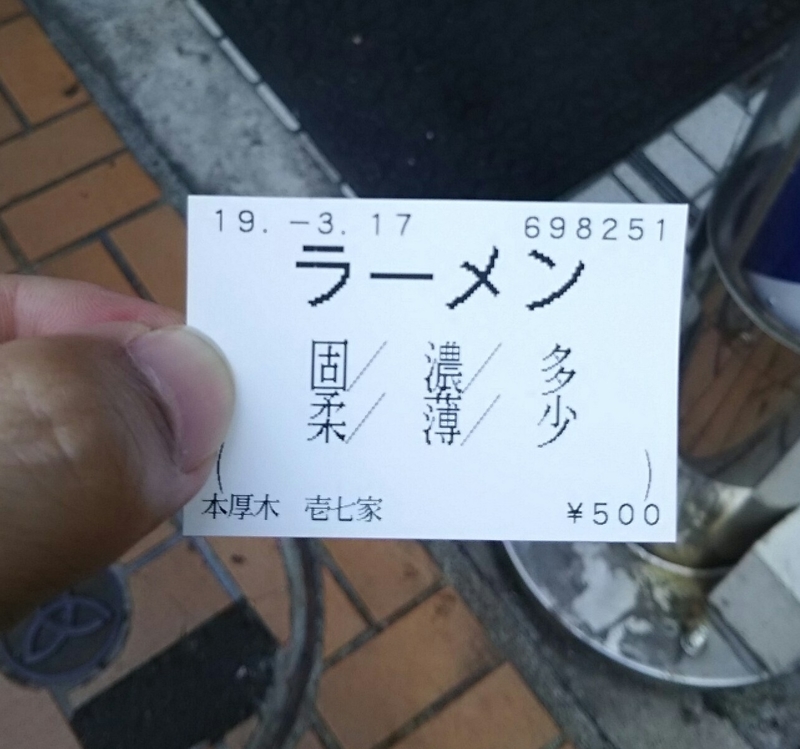 19.-3.17 698251
ラーメン
固／ 濃／ 多
柔／ 薄／ 少
( )
本厚木 壱七家 ¥500